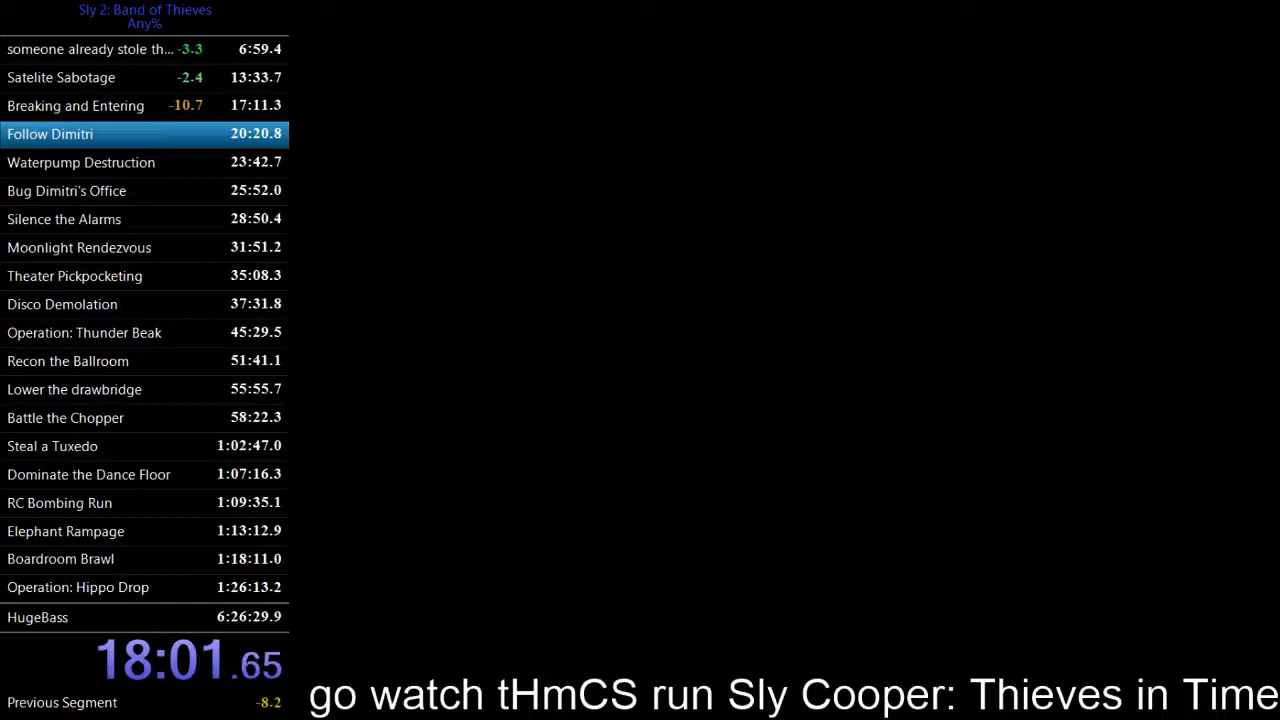 Sly 2: Band of Thieves
Any%
someone already stole th... -3.3 6:59.4
Satelite Sabotage -2.4 13:33.7
Breaking and Entering -10.7 17:11.3
Follow Dimitri 20:20.8
Waterpump Destruction 23:42.7
Bug Dimitri's Office 25:52.0
Silence the Alarms 28:50.4
Moonlight Rendezvous 31:51.2
Theater Pickpocketing 35:08.3
Disco Demolation 37:31.8
Operation: Thunder Beak 45:29.5
Recon the Ballroom 51:41.1
Lower the drawbridge 55:55.7
Battle the Chopper 58:22.3
Steal a Tuxedo 1:02:47.0
Dominate the Dance Floor 1:07:16.3
RC Bombing Run 1:09:35.1
Elephant Rampage 1:13:12.9
Boardroom Brawl 1:18:11.0
Operation: Hippo Drop 1:26:13.2
HugeBass 6:26:29.9
18:01.65
Previous Segment -8.2
go watch tHmCS run Sly Cooper: Thieves in Time